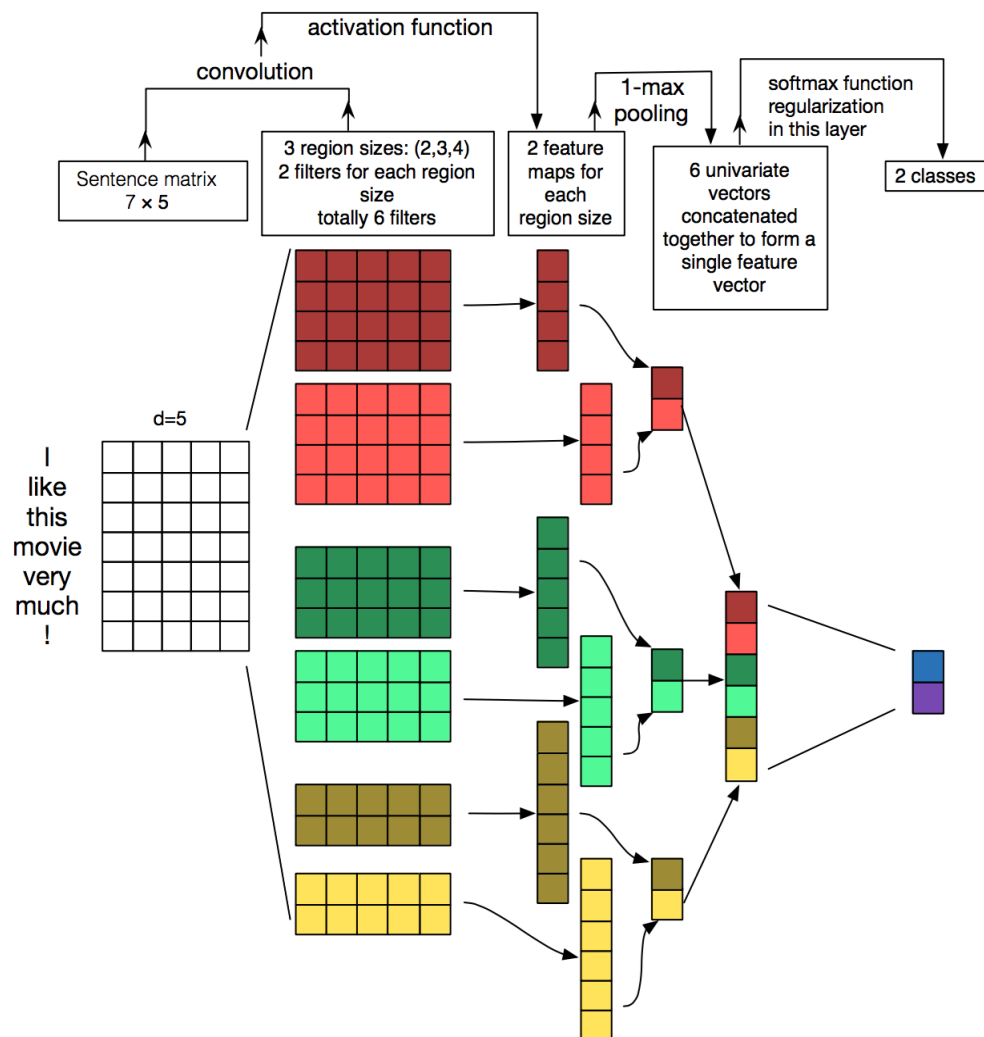 activation function
convolution
1-max
pooling
softmax function
regularization
in this layer
Sentence matrix
7 × 5
3 region sizes: (2,3,4)
2 filters for each region
size
totally 6 filters
2 feature
maps for
each
region size
6 univariate
vectors
concatenated
together to form a
single feature
vector
2 classes
d=5
I
like
this
movie
very
much
!